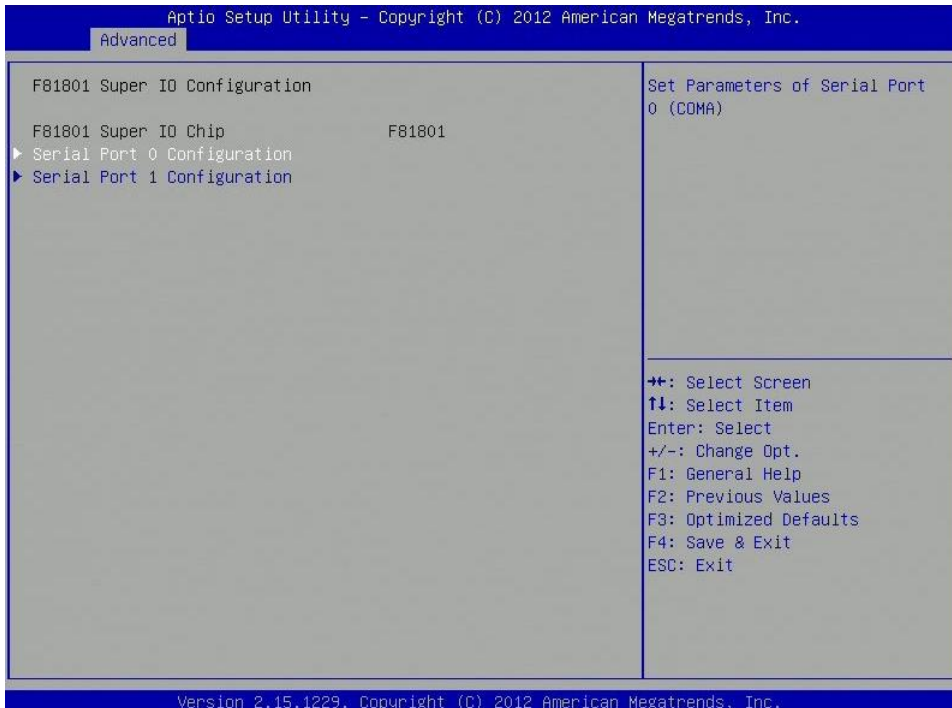 Aptio Setup Utility – Copyright (C) 2012 American Megatrends, Inc.
Advanced
F81801 Super IO Configuration
F81801 Super IO Chip F81801
▶ Serial Port 0 Configuration
▶ Serial Port 1 Configuration
Set Parameters of Serial Port
0 (COMA)
→←: Select Screen
↑↓: Select Item
Enter: Select
+/-: Change Opt.
F1: General Help
F2: Previous Values
F3: Optimized Defaults
F4: Save & Exit
ESC: Exit
Version 2.15.1229. Copyright (C) 2012 American Megatrends, Inc.